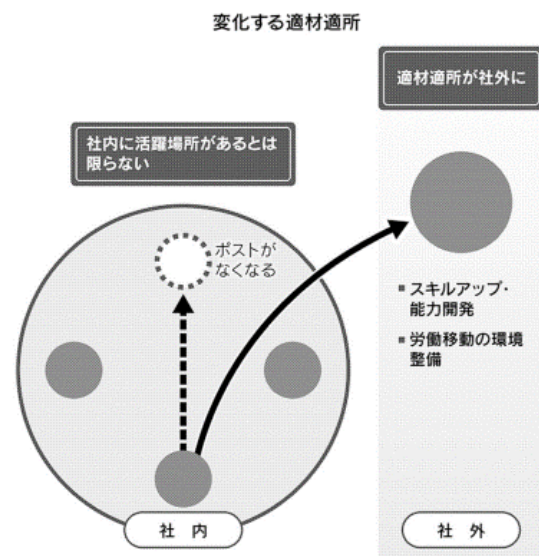 変化する適材適所
適材適所が社外に
社内に活躍場所があるとは
限らない
ポストが
なくなる
■ スキルアップ・
能力開発
■ 労働移動の環境
整備
社 内
社 外